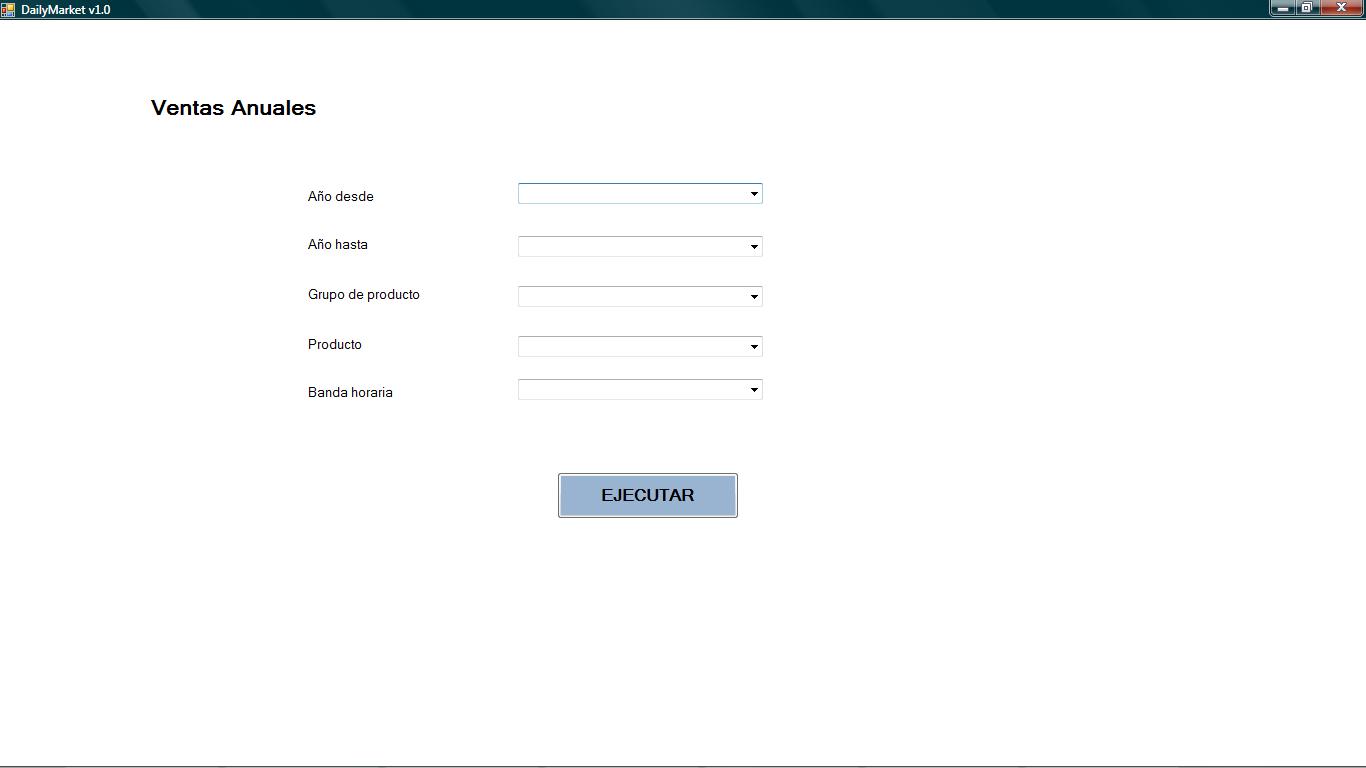 DailyMarket v1.0
Ventas Anuales
Año desde
Año hasta
Grupo de producto
Producto
Banda horaria
EJECUTAR